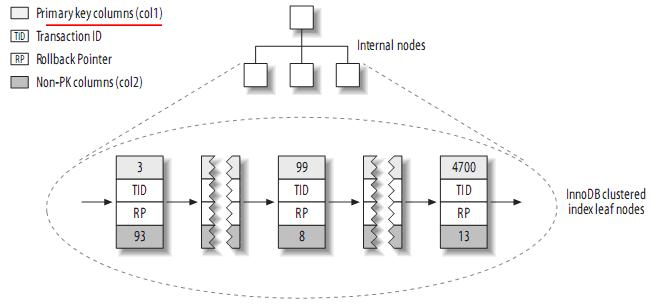 Primary key columns (col1)
TID Transaction ID
RP Rollback Pointer
Non-PK columns (col2)
Internal nodes
3 99 4700
TID TID TID
RP RP RP
93 8 13
InnoDB clustered
index leaf nodes